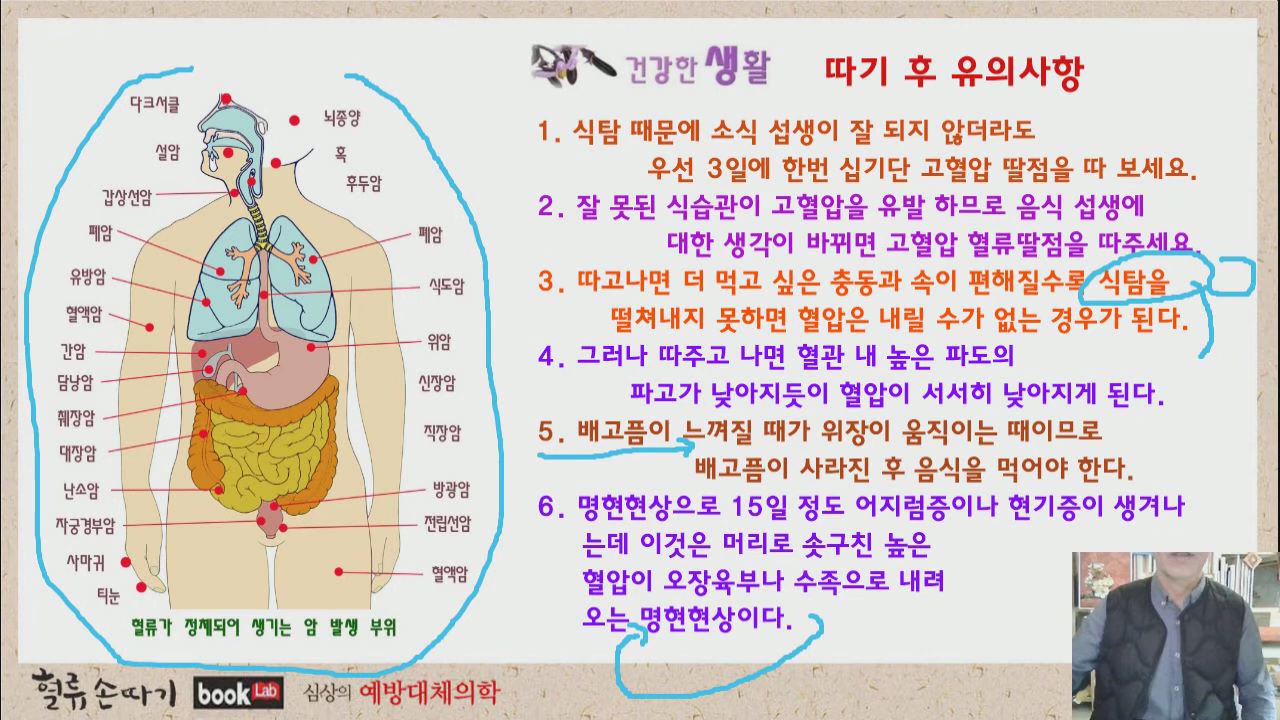 건강한 생활
따기 후 유의사항
1. 식탐 때문에 소식 섭생이 잘 되지 않더라도
우선 3일에 한번 십기단 고혈압 딸점을 따 보세요.
2. 잘 못된 식습관이 고혈압을 유발 하므로 음식 섭생에
대한 생각이 바뀌면 고혈압 혈류딸점을 따주세요.
3. 따고나면 더 먹고 싶은 충동과 속이 편해질수록 식탐을
떨쳐내지 못하면 혈압은 내릴 수가 없는 경우가 된다.
4. 그러나 따주고 나면 혈관 내 높은 파도의
파고가 낮아지듯이 혈압이 서서히 낮아지게 된다.
5. 배고픔이 느껴질 때가 위장이 움직이는 때이므로
배고픔이 사라진 후 음식을 먹어야 한다.
6. 명현현상으로 15일 정도 어지럼증이나 현기증이 생겨나
는데 이것은 머리로 솟구친 높은
혈압이 오장육부나 수족으로 내려
오는 명현현상이다.
다크서클
뇌종양
설암
혹
후두암
갑상선암
폐암
폐암
유방암
식도암
혈액암
간암
위암
담낭암
신장암
췌장암
직장암
대장암
난소암
방광암
자궁경부암
전립선암
사마귀
혈액암
티눈
혈류가 정체되어 생기는 암 발생 부위
혈류 손따기
book Lab
심상의 예방대체의학